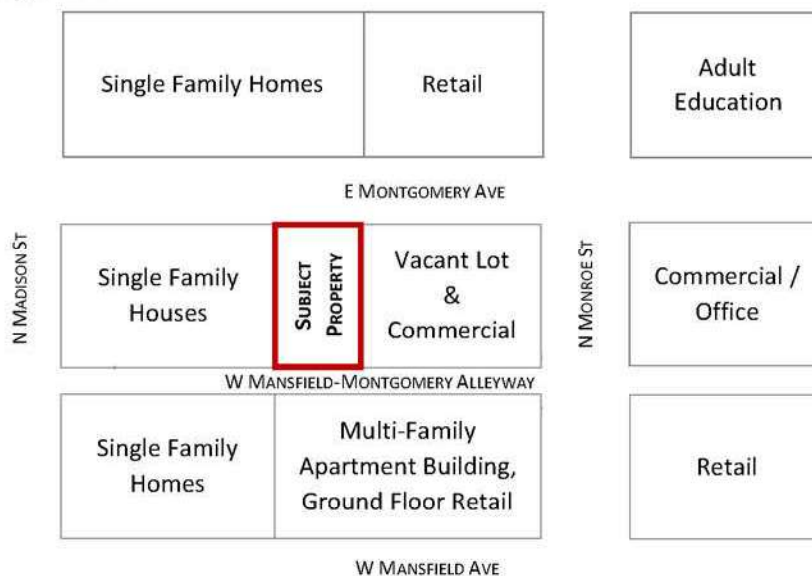 Single Family Homes
Retail
Adult
Education
E MONTGOMERY AVE
N MADISON ST
Single Family
Houses
SUBJECT
PROPERTY
Vacant Lot
&
Commercial
N MONROE ST
Commercial /
Office
W MANSFIELD-MONTGOMERY ALLEYWAY
Single Family
Homes
Multi-Family
Apartment Building,
Ground Floor Retail
Retail
W MANSFIELD AVE